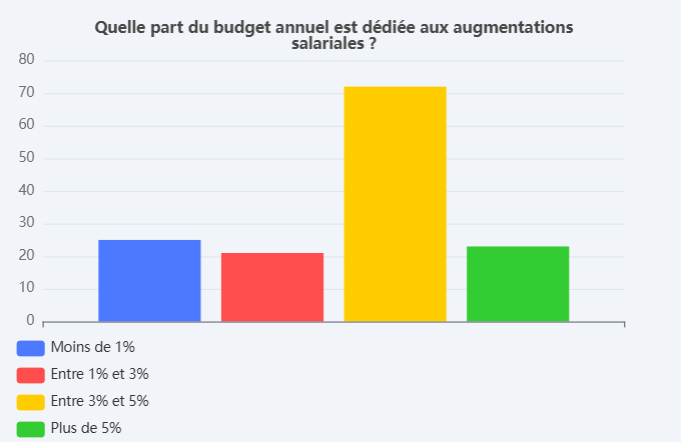 Quelle part du budget annuel est dédiée aux augmentations
salariales ?
80
70
60
50
40
30
20
10
0
Moins de 1%
Entre 1% et 3%
Entre 3% et 5%
Plus de 5%